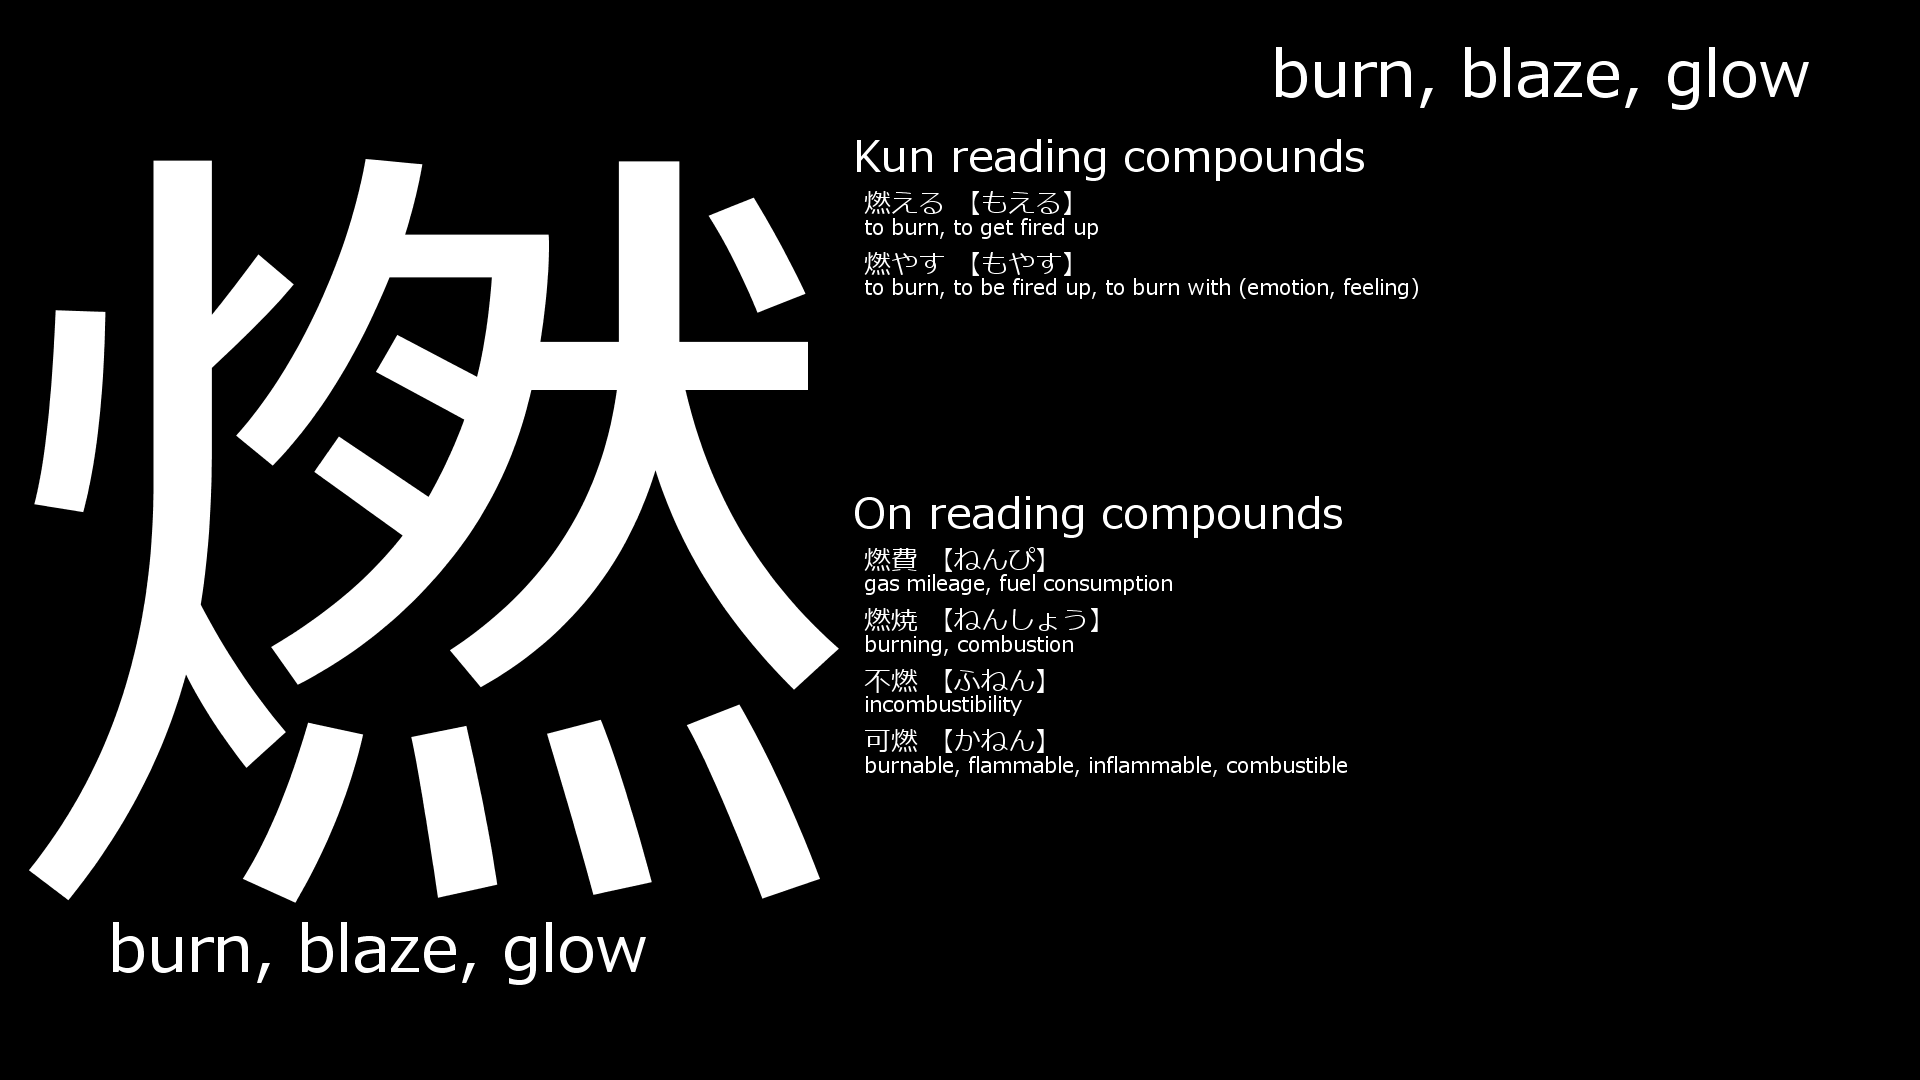 burn, blaze, glow
燃
burn, blaze, glow
Kun reading compounds
燃える 【もえる】
to burn, to get fired up
燃やす 【もやす】
to burn, to be fired up, to burn with (emotion, feeling)
On reading compounds
燃費 【ねんぴ】
gas mileage, fuel consumption
燃焼 【ねんしょう】
burning, combustion
不燃 【ふねん】
incombustibility
可燃 【かねん】
burnable, flammable, inflammable, combustible